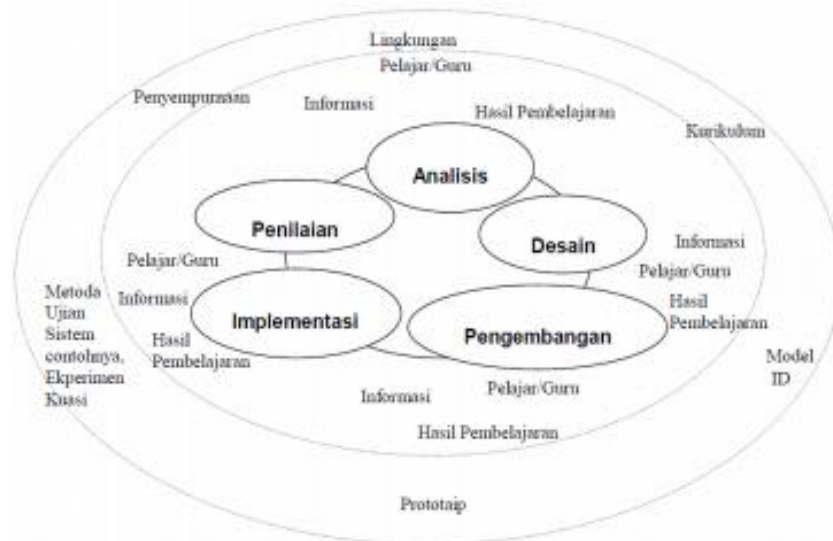 Lingkungan
Pelajar/Guru
Penyempurnaan
Informasi
Hasil Pembelajaran
Kurikulum
Analisis
Penilaian
Desain
Informasi
Pelajar/Guru
Hasil
Pembelajaran
Pelajar/Guru
Informasi
Hasil
Pembelajaran
Metoda
Ujian
Sistem
contohnya,
Ekperimen
Kuasi
Implementasi
Pengembangan
Model
ID
Pelajar/Guru
Informasi
Hasil Pembelajaran
Prototaip